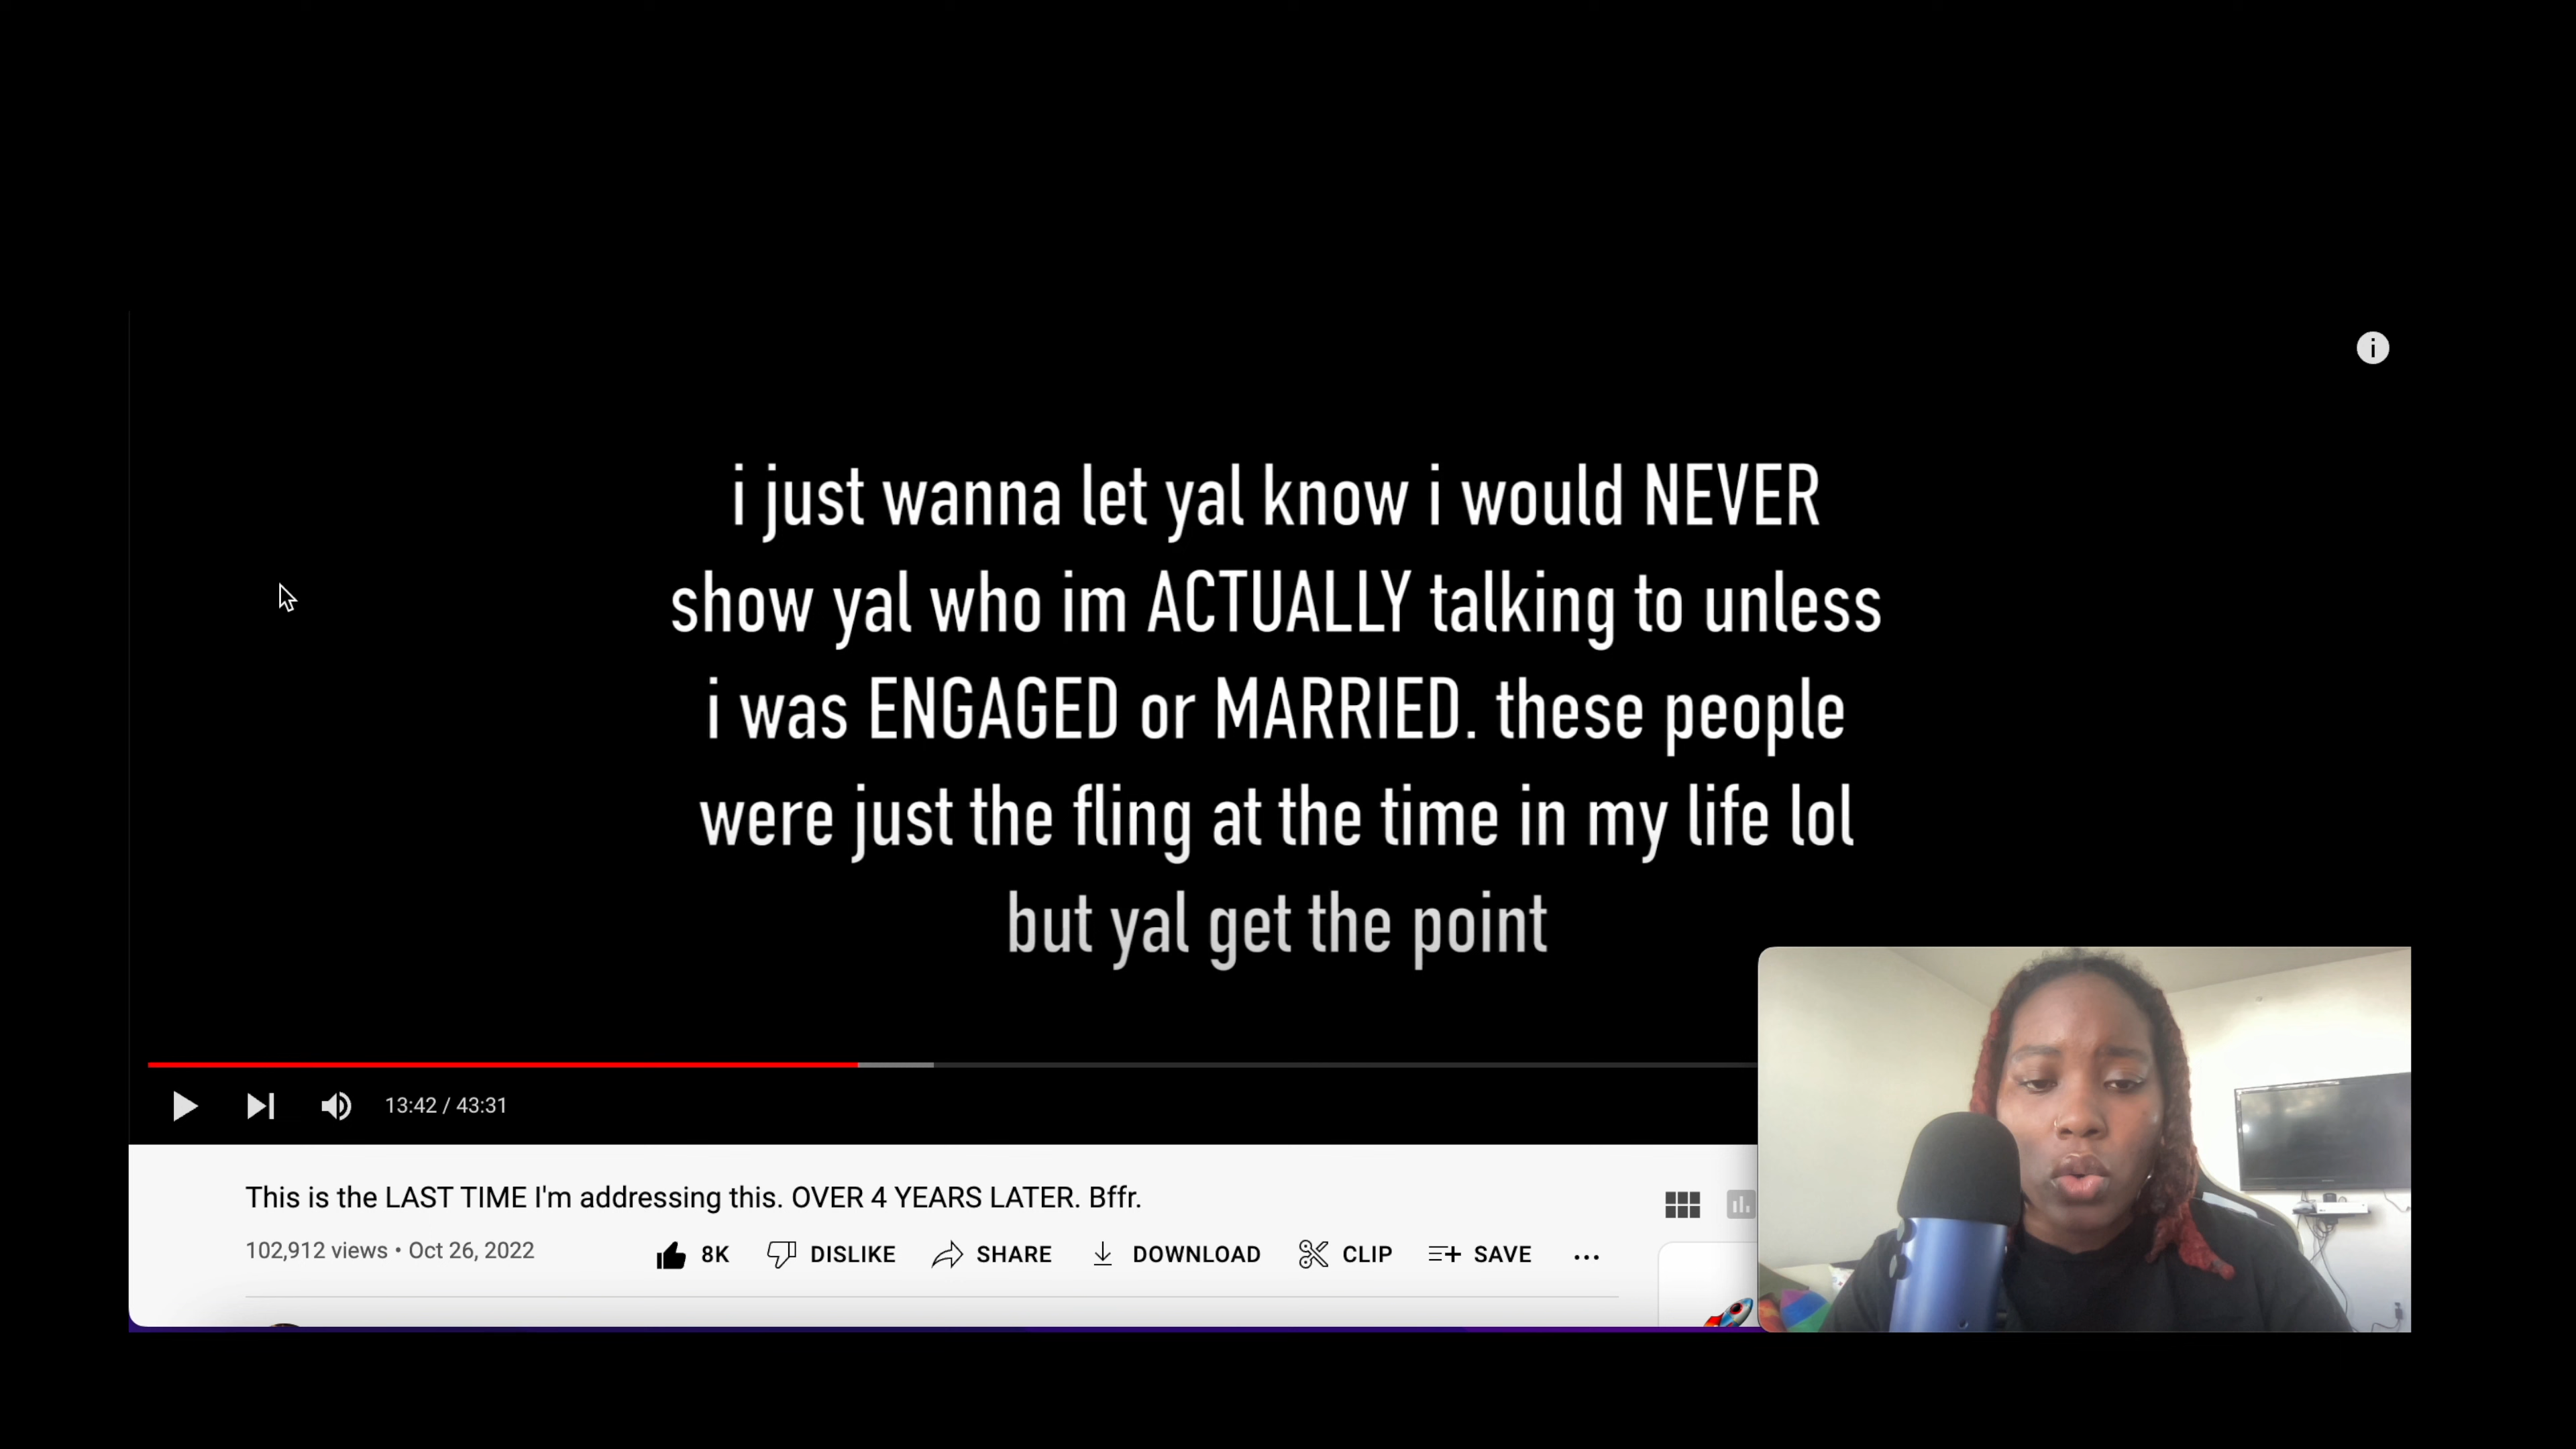 i just wanna let yal know i would NEVER
show yal who im ACTUALLY talking to unless
i was ENGAGED or MARRIED. these people
were just the fling at the time in my life lol
but yal get the point
13:42 / 43:31
This is the LAST TIME I'm addressing this. OVER 4 YEARS LATER. Bffr.
102,912 views • Oct 26, 2022 8K DISLIKE SHARE DOWNLOAD CLIP SAVE